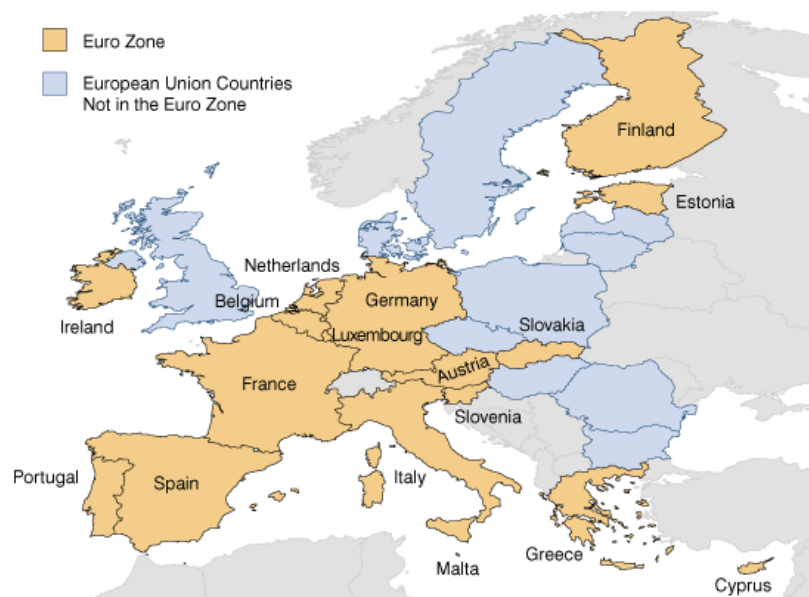 Euro Zone
European Union Countries
Not in the Euro Zone
Finland
Estonia
Netherlands
Belgium
Germany
Ireland
Luxembourg
Slovakia
Austria
France
Slovenia
Portugal
Spain
Italy
Greece
Malta
Cyprus